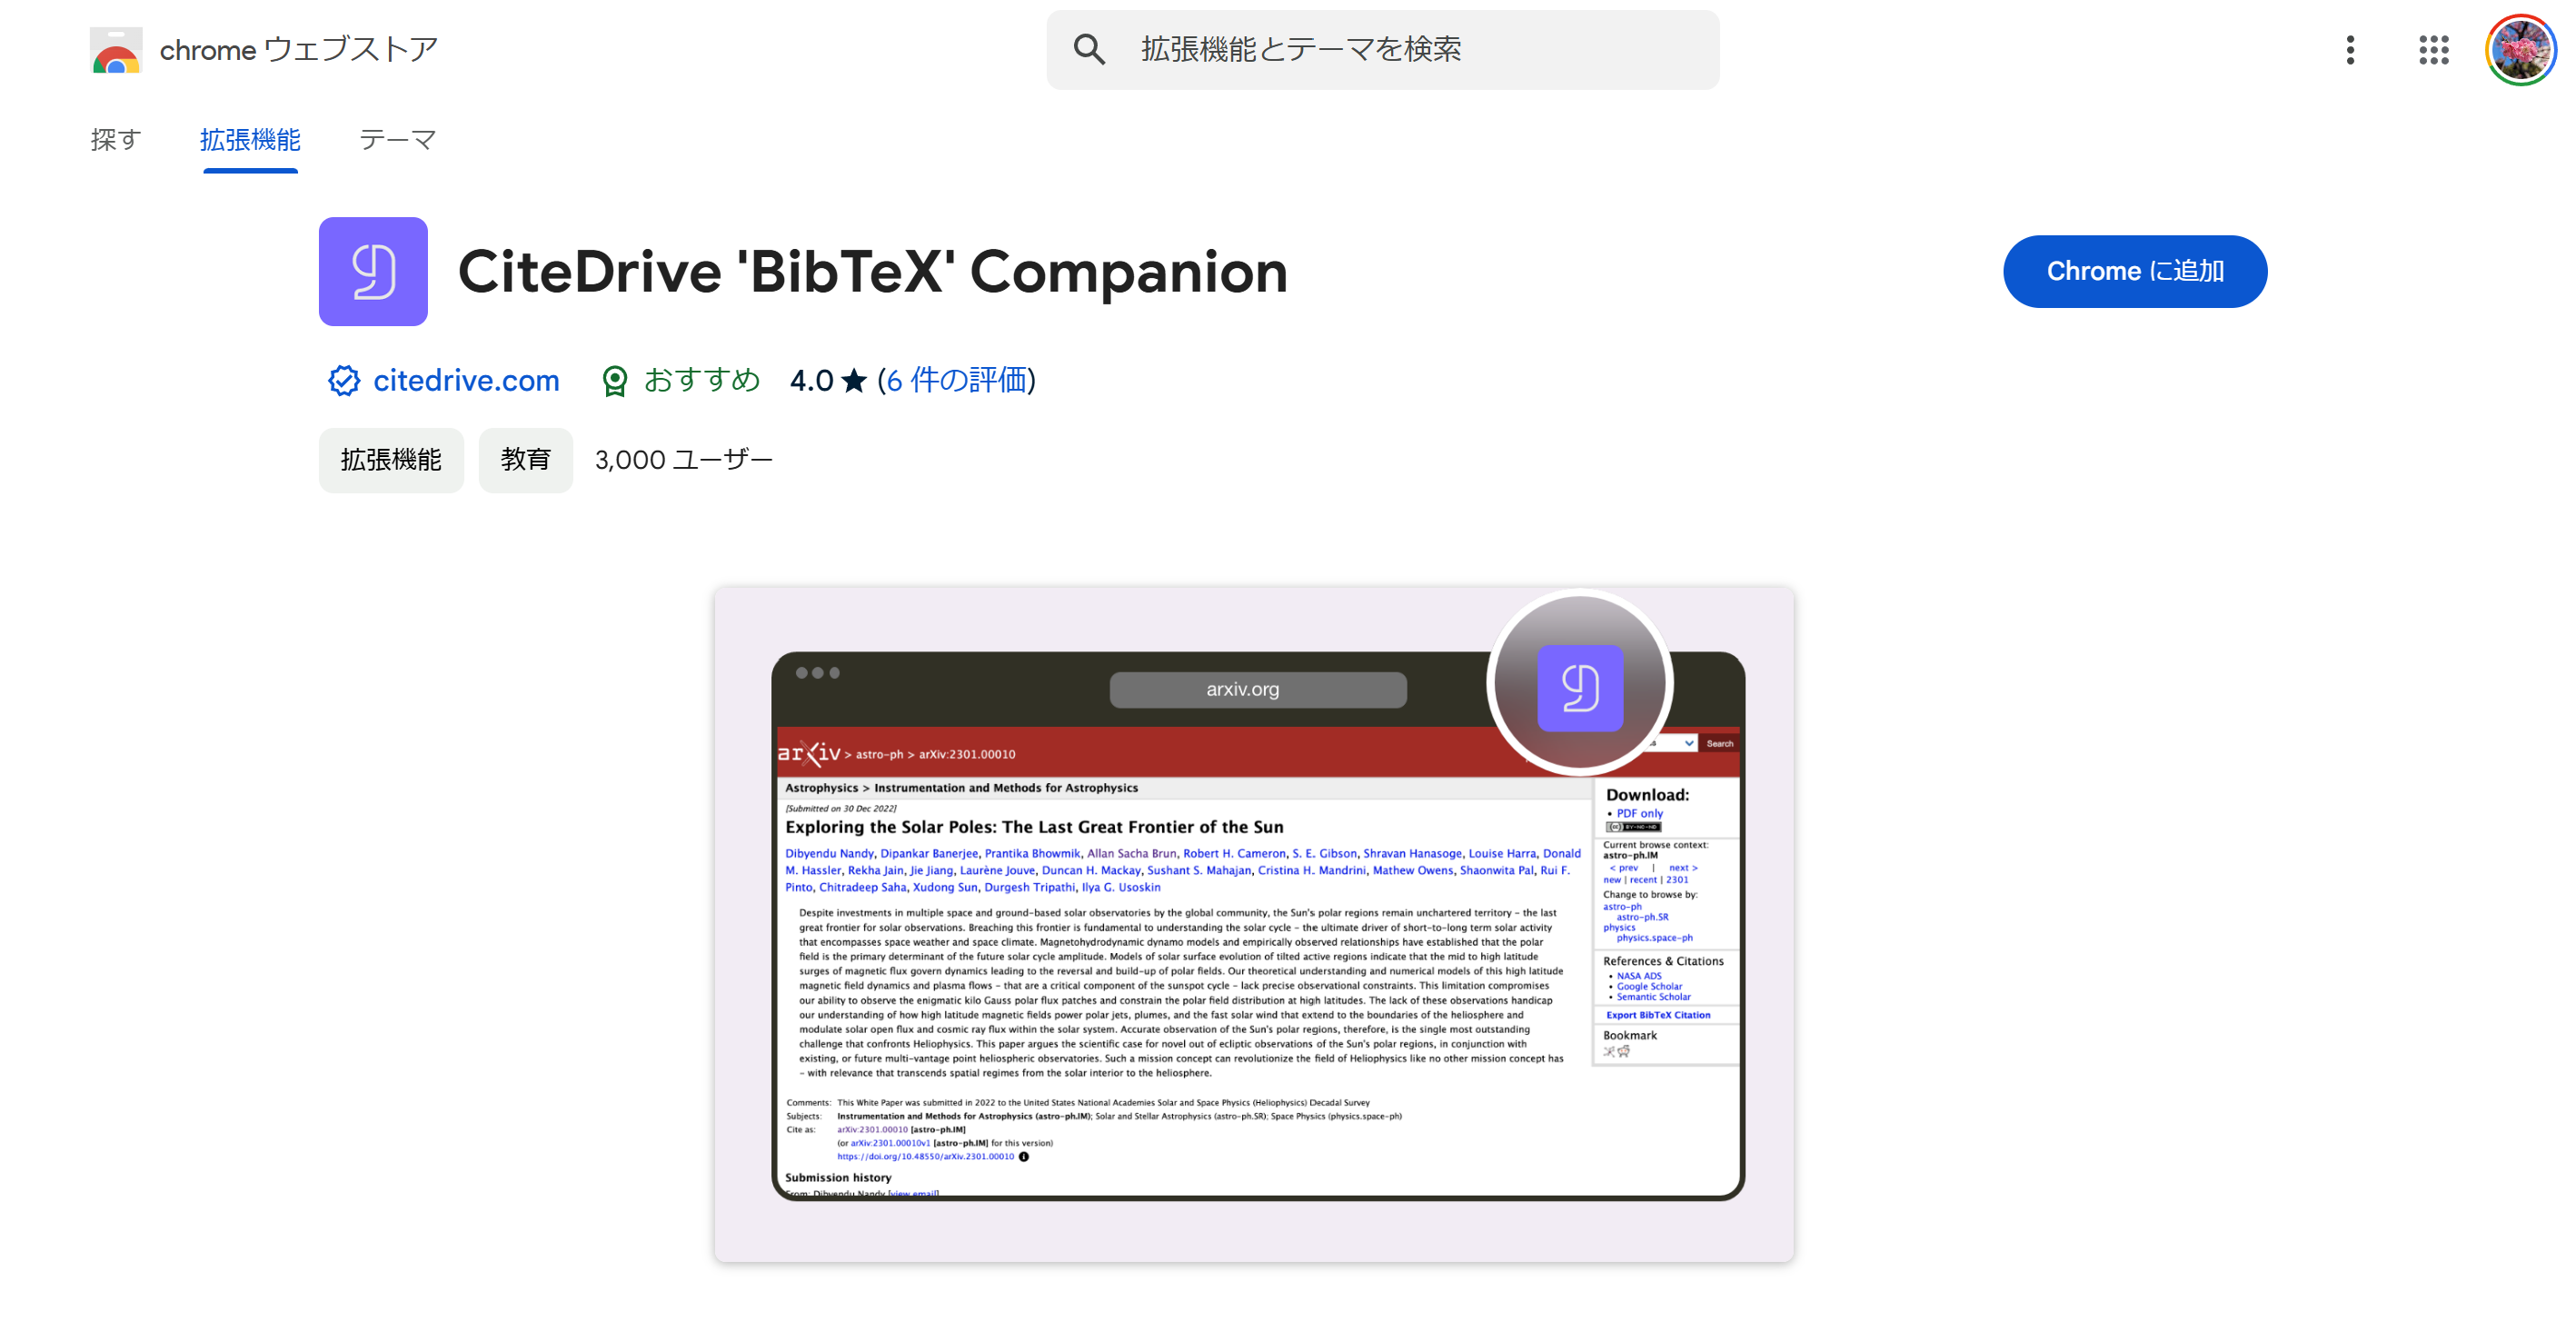 chrome ウェブストア
拡張機能とテーマを検索
探す 拡張機能 テーマ
CiteDrive 'BibTeX' Companion
Chrome に追加
citedrive.com おすすめ 4.0 ★ (6 件の評価)
拡張機能 教育 3,000 ユーザー
arxiv.org
arXiv > astro-ph > arXiv:2301.00010
Search
Astrophysics > Instrumentation and Methods for Astrophysics
[Submitted on 30 Dec 2022]
Exploring the Solar Poles: The Last Great Frontier of the Sun
Dibyendu Nandy, Dipankar Banerjee, Prantika Bhowmik, Allan Sacha Brun, Robert H. Cameron, S. E. Gibson, Shravan Hanasoge, Louise Harra, Donald
M. Hassler, Rekha Jain, Jie Jiang, Laurène Jouve, Duncan H. Mackay, Sushant S. Mahajan, Cristina H. Mandrini, Mathew Owens, Shaonwita Pal, Rui F.
Pinto, Chitradeep Saha, Xudong Sun, Durgesh Tripathi, Ilya G. Usoskin
Despite investments in multiple space and ground-based solar observatories by the global community, the Sun's polar regions remain unchartered territory – the last
great frontier for solar observations. Breaching this frontier is fundamental to understanding the solar cycle – the ultimate driver of short-to-long term solar activity
that encompasses space weather and space climate. Magnetohydrodynamic dynamo models and empirically observed relationships have established that the polar
field is the primary determinant of the future solar cycle amplitude. Models of solar surface evolution of tilted active regions indicate that the mid to high latitude
surges of magnetic flux govern dynamics leading to the reversal and build-up of polar fields. Our theoretical understanding and numerical models of this high latitude
magnetic field dynamics and plasma flows – that are a critical component of the sunspot cycle – lack precise observational constraints. This limitation compromises
our ability to observe the enigmatic kilo Gauss polar flux patches and constrain the polar field distribution at high latitudes. The lack of these observations handicap
our understanding of how high latitude magnetic fields power polar jets, plumes, and the fast solar wind that extend to the boundaries of the heliosphere and
modulate solar open flux and cosmic ray flux within the solar system. Accurate observation of the Sun's polar regions, therefore, is the single most outstanding
challenge that confronts Heliophysics. This paper argues the scientific case for novel out of ecliptic observations of the Sun's polar regions, in conjunction with
existing, or future multi-vantage point heliospheric observatories. Such a mission concept can revolutionize the field of Heliophysics like no other mission concept has
– with relevance that transcends spatial regimes from the solar interior to the heliosphere.
Comments: This White Paper was submitted in 2022 to the United States National Academies Solar and Space Physics (Heliophysics) Decadal Survey
Subjects: Instrumentation and Methods for Astrophysics (astro-ph.IM); Solar and Stellar Astrophysics (astro-ph.SR); Space Physics (physics.space-ph)
Cite as: arXiv:2301.00010 [astro-ph.IM]
(or arXiv:2301.00010v1 [astro-ph.IM] for this version)
https://doi.org/10.48550/arXiv.2301.00010
Submission history
From: Dibyendu Nandy [view email]
Download:
• PDF only
(cc) BY-NC-ND
Current browse context:
astro-ph.IM
< prev | next >
new | recent | 2301
Change to browse by:
astro-ph
astro-ph.SR
physics
physics.space-ph
References & Citations
• NASA ADS
• Google Scholar
• Semantic Scholar
Export BibTeX Citation
Bookmark